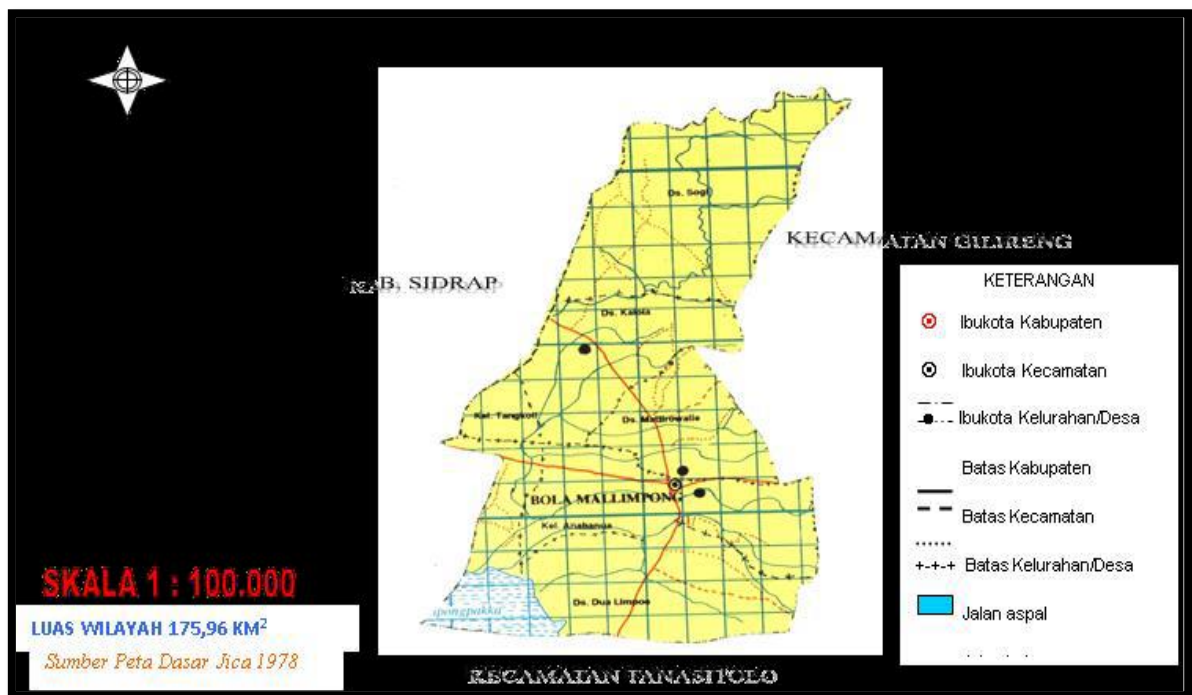 Ds. Sogi
KECAMATAN GILIRENG
KAB. SIDRAP
Ds. Kalola
Kel. Tangkoli
Ds. Mattirowalie
BOLA MALLIMPONG
Kel. Anabanua
Ds. Dua Limpoe
KECAMATAN TANASITOLO
SKALA 1 : 100.000
LUAS WILAYAH 175,96 KM²
Sumber Peta Dasar Jica 1978
KETERANGAN
Ibukota Kabupaten
Ibukota Kecamatan
Ibukota Kelurahan/Desa
Batas Kabupaten
Batas Kecamatan
Batas Kelurahan/Desa
Jalan aspal